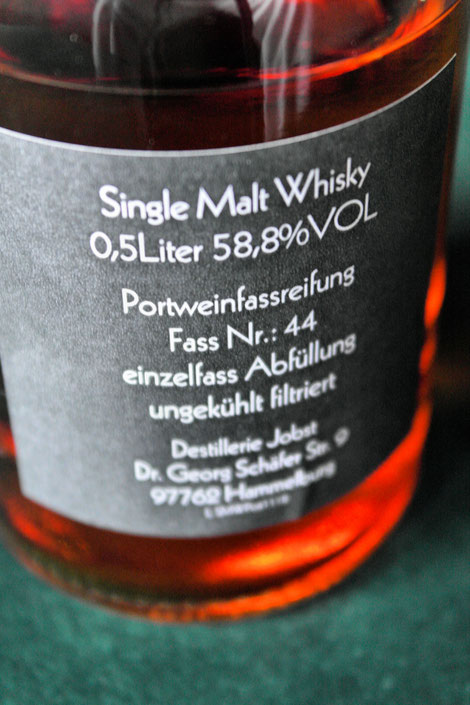 Single Malt Whisky
0,5Liter 58,8%VOL
Portweinfassreifung
Fass Nr.: 44
einzelfass Abfüllung
ungekühlt filtriert
Destillerie Jobst
Dr. Georg Schäfer Str. 9
97762 Hammelburg